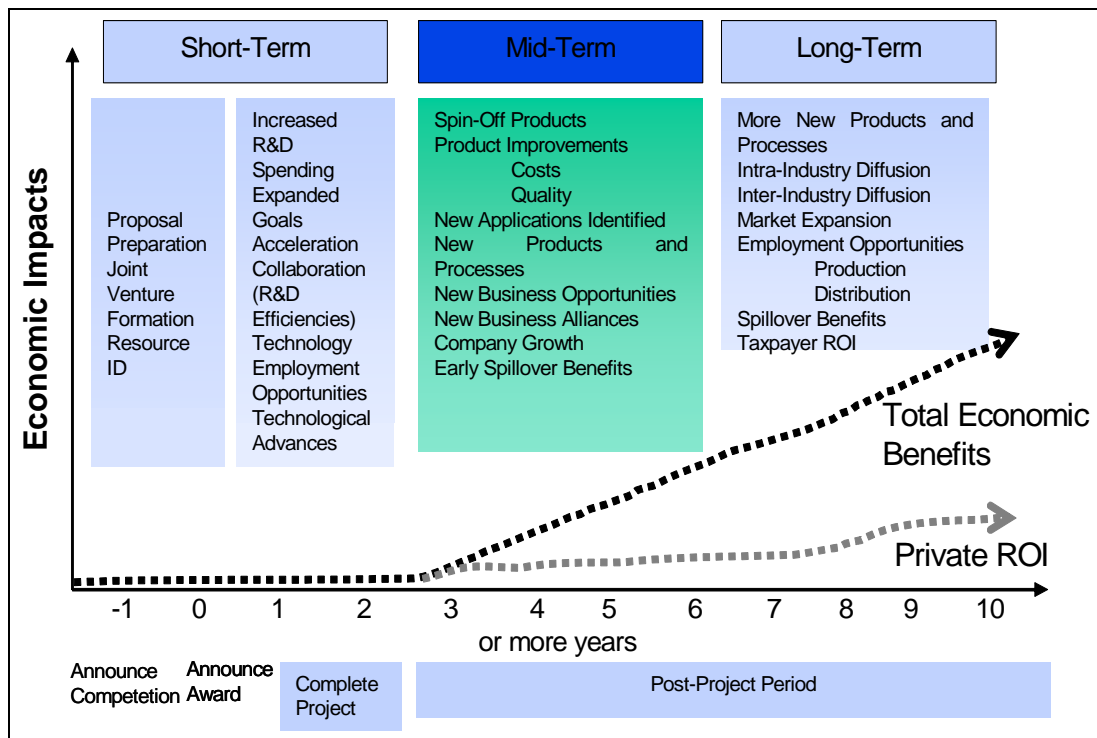 Short-Term
Mid-Term
Long-Term
Economic Impacts
Proposal
Preparation
Joint
Venture
Formation
Resource
ID
Increased
R&D
Spending
Expanded
Goals
Acceleration
Collaboration
(R&D
Efficiencies)
Technology
Employment
Opportunities
Technological
Advances
Spin-Off Products
Product Improvements
Costs
Quality
New Applications Identified
New Products and
Processes
New Business Opportunities
New Business Alliances
Company Growth
Early Spillover Benefits
More New Products and
Processes
Intra-Industry Diffusion
Inter-Industry Diffusion
Market Expansion
Employment Opportunities
Production
Distribution
Spillover Benefits
Taxpayer ROI
Total Economic
Benefits
Private ROI
-1 0 1 2 3 4 5 6 7 8 9 10
or more years
Announce
Competetion
Announce
Award
Complete
Project
Post-Project Period